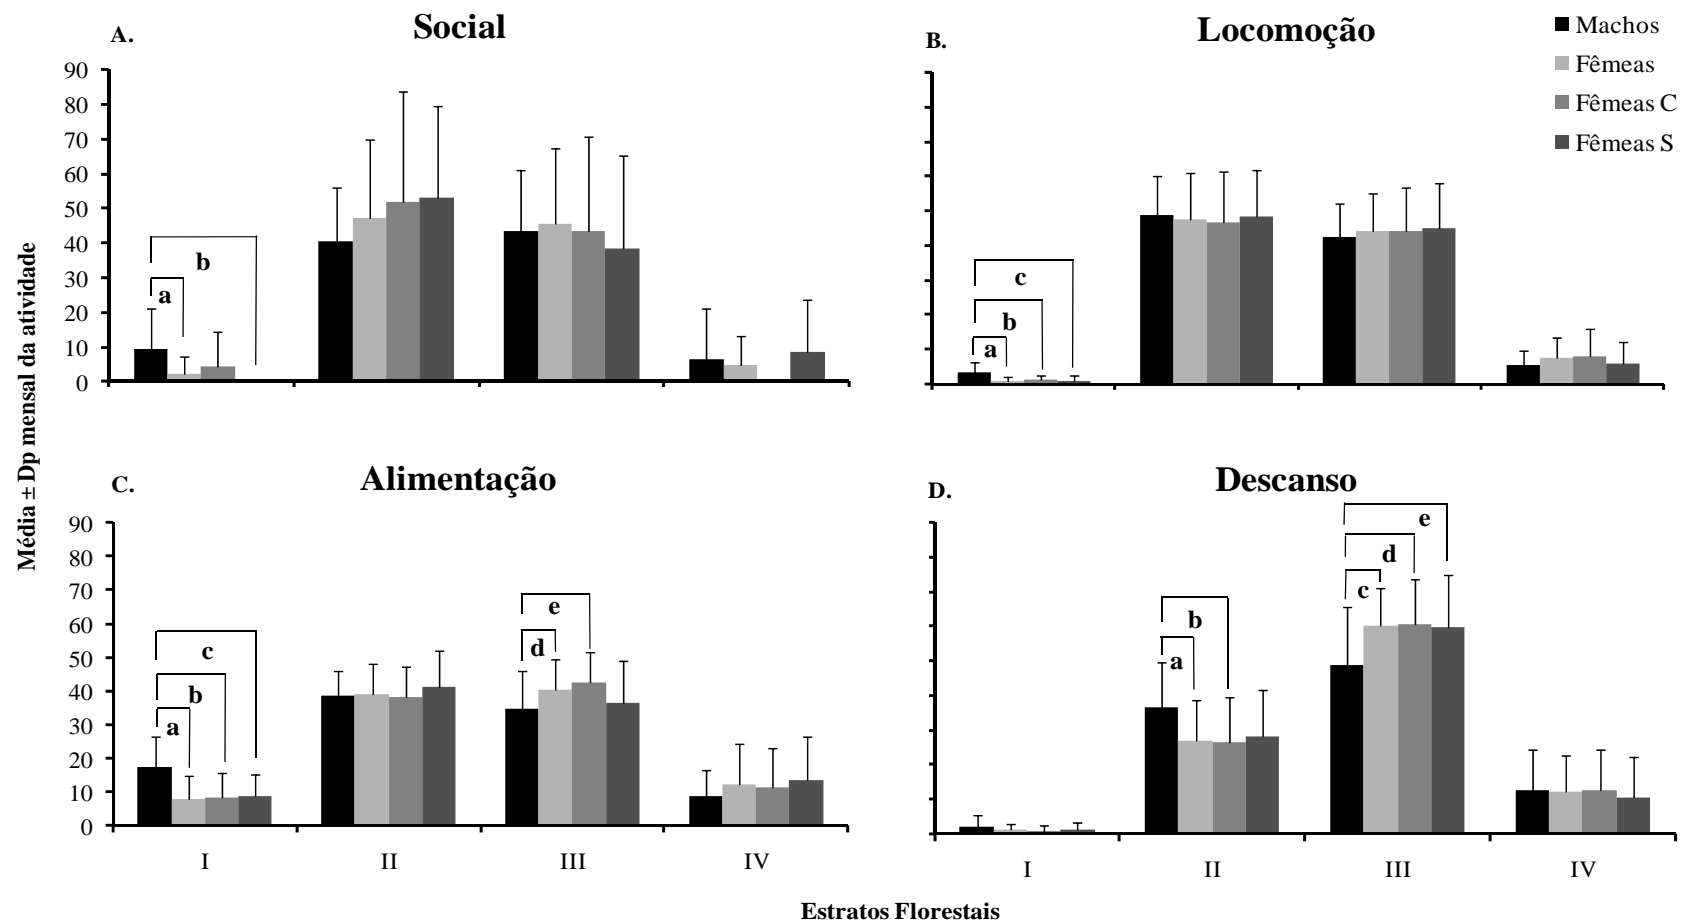 A.
Social
B.
Locomoção
Machos
Fêmeas
Fêmeas C
Fêmeas S
Média ± Dp mensal da atividade
90
80
70
60
50
40
30
20
10
0
a
b
a
b
c
C.
Alimentação
D.
Descanso
90
80
70
60
50
40
30
20
10
0
a
b
c
d
e
a
b
c
d
e
I
II
III
IV
I
II
III
IV
Estratos Florestais